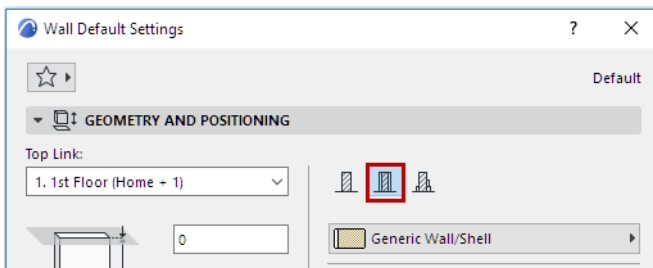 Wall Default Settings ?
Default
GEOMETRY AND POSITIONING
Top Link:
1. 1st Floor (Home + 1)
0
Generic Wall/Shell